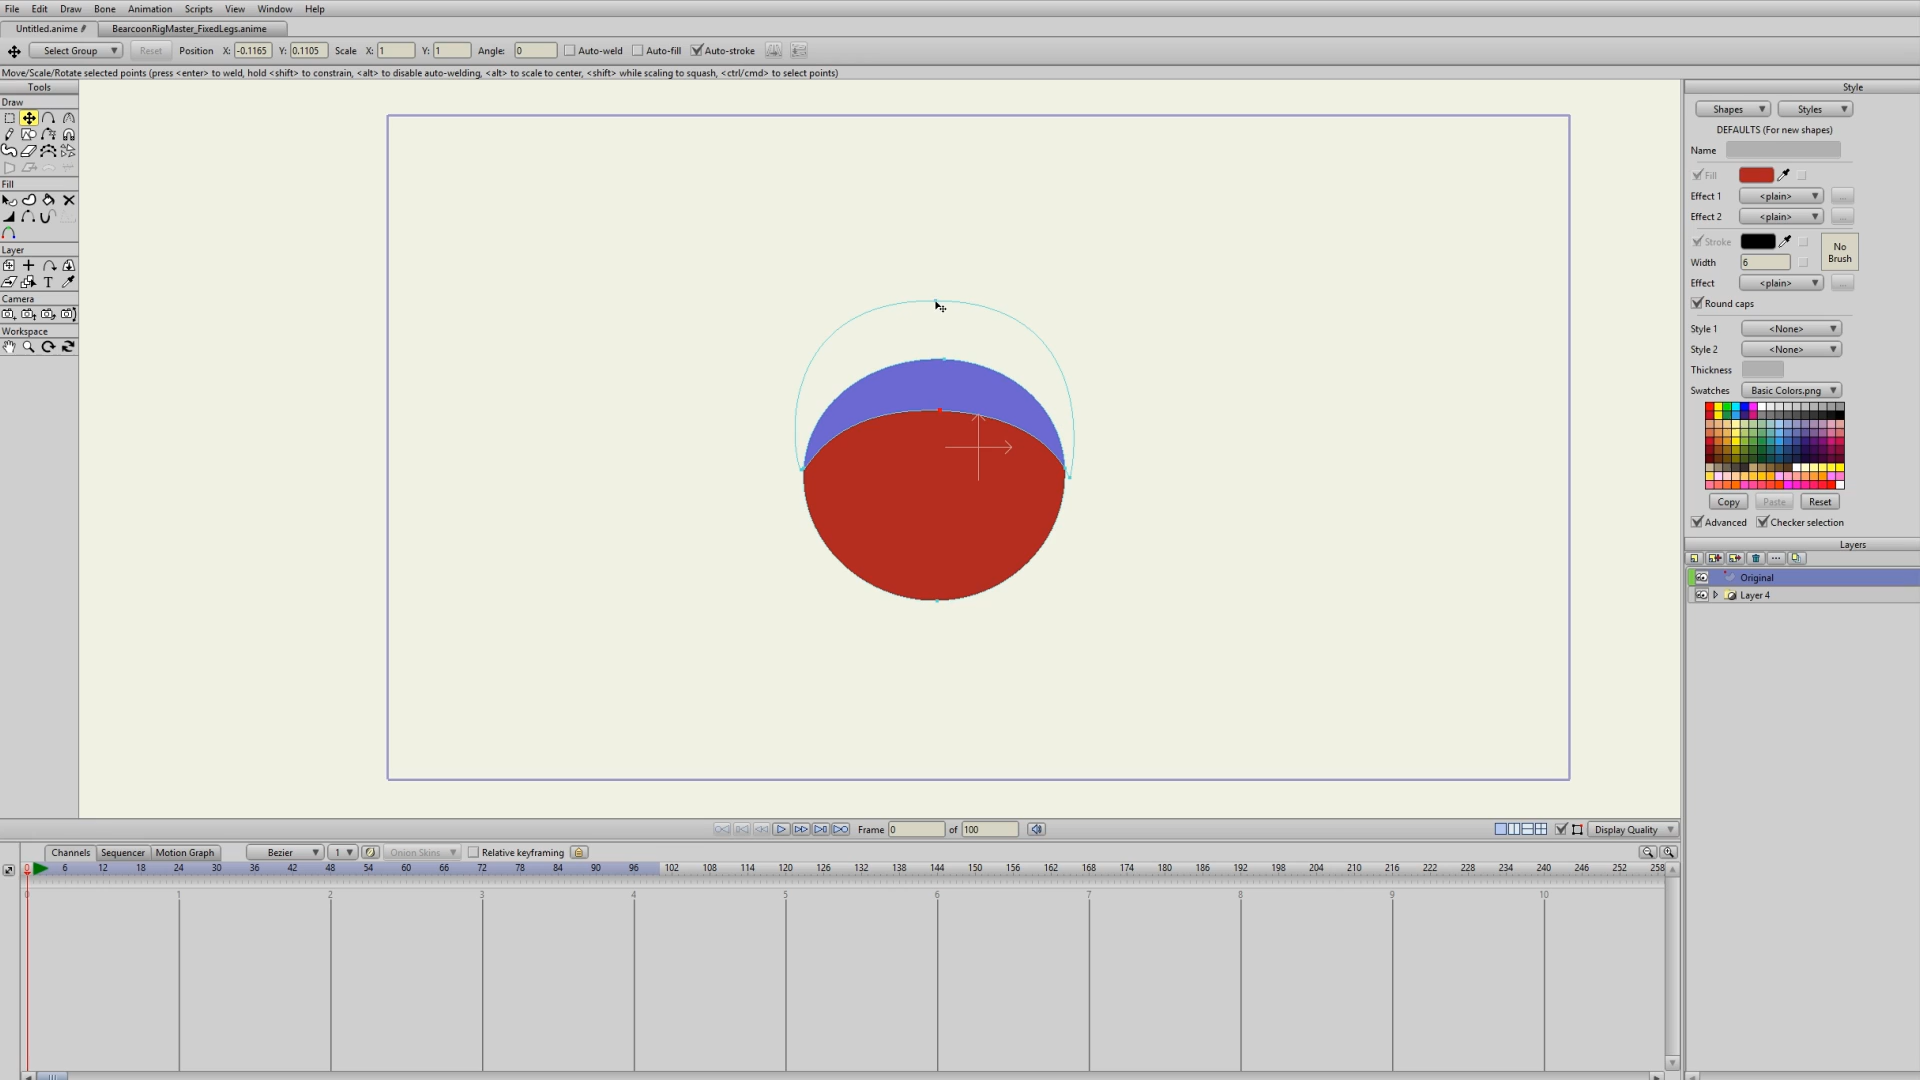 File Edit Draw Bone Animation Scripts View Window Help
Untitled.anime BearcoonRigMaster_FixedLegs.anime
Select Group Reset Position X: -0.1165 Y: 0.1105 Scale X: 1 Y: 1 Angle: 0 Auto-weld Auto-fill Auto-stroke
Move/Scale/Rotate selected points (press <enter> to weld, hold <shift> to constrain, <alt> to disable auto-welding, <alt> to scale to center, <shift> while scaling to squash, <ctrl/cmd> to select points)
Tools
Draw
Fill
Layer
T
Camera
Workspace
Style
Shapes Styles
DEFAULTS (For new shapes)
Name
Fill
Effect 1 <plain> ...
Effect 2 <plain> ...
Stroke No Brush
Width 6
Effect <plain> ...
Round caps
Style 1 <None>
Style 2 <None>
Thickness
Swatches Basic Colors.png
Copy Paste Reset
Advanced Checker selection
Layers
Original
Layer 4
Frame 0 of 100 Display Quality
Channels Sequencer Motion Graph Bezier 1 Onion Skins Relative keyframing
0 6 12 18 24 30 36 42 48 54 60 66 72 78 84 90 96 102 108 114 120 126 132 138 144 150 156 162 168 174 180 186 192 198 204 210 216 222 228 234 240 246 252 258
0 1 2 3 4 5 6 7 8 9 10